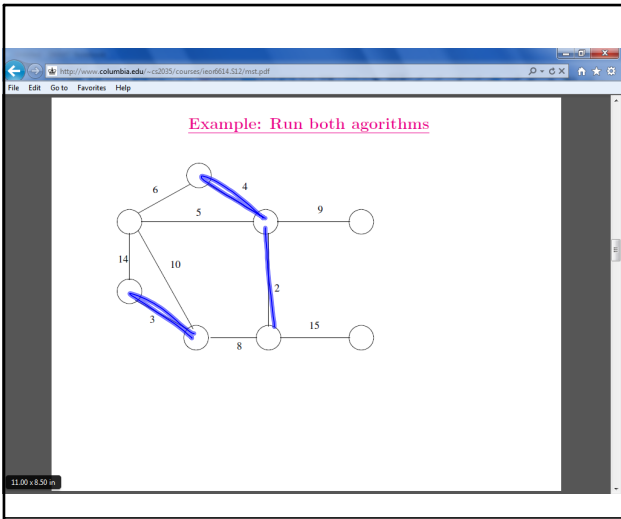 http://www.columbia.edu/~cs2035/courses/ieor6614.S12/mst.pdf
File Edit Go to Favorites Help
Example: Run both agorithms
6
4
5
9
14
10
2
3
8
15
11.00 x 8.50 in